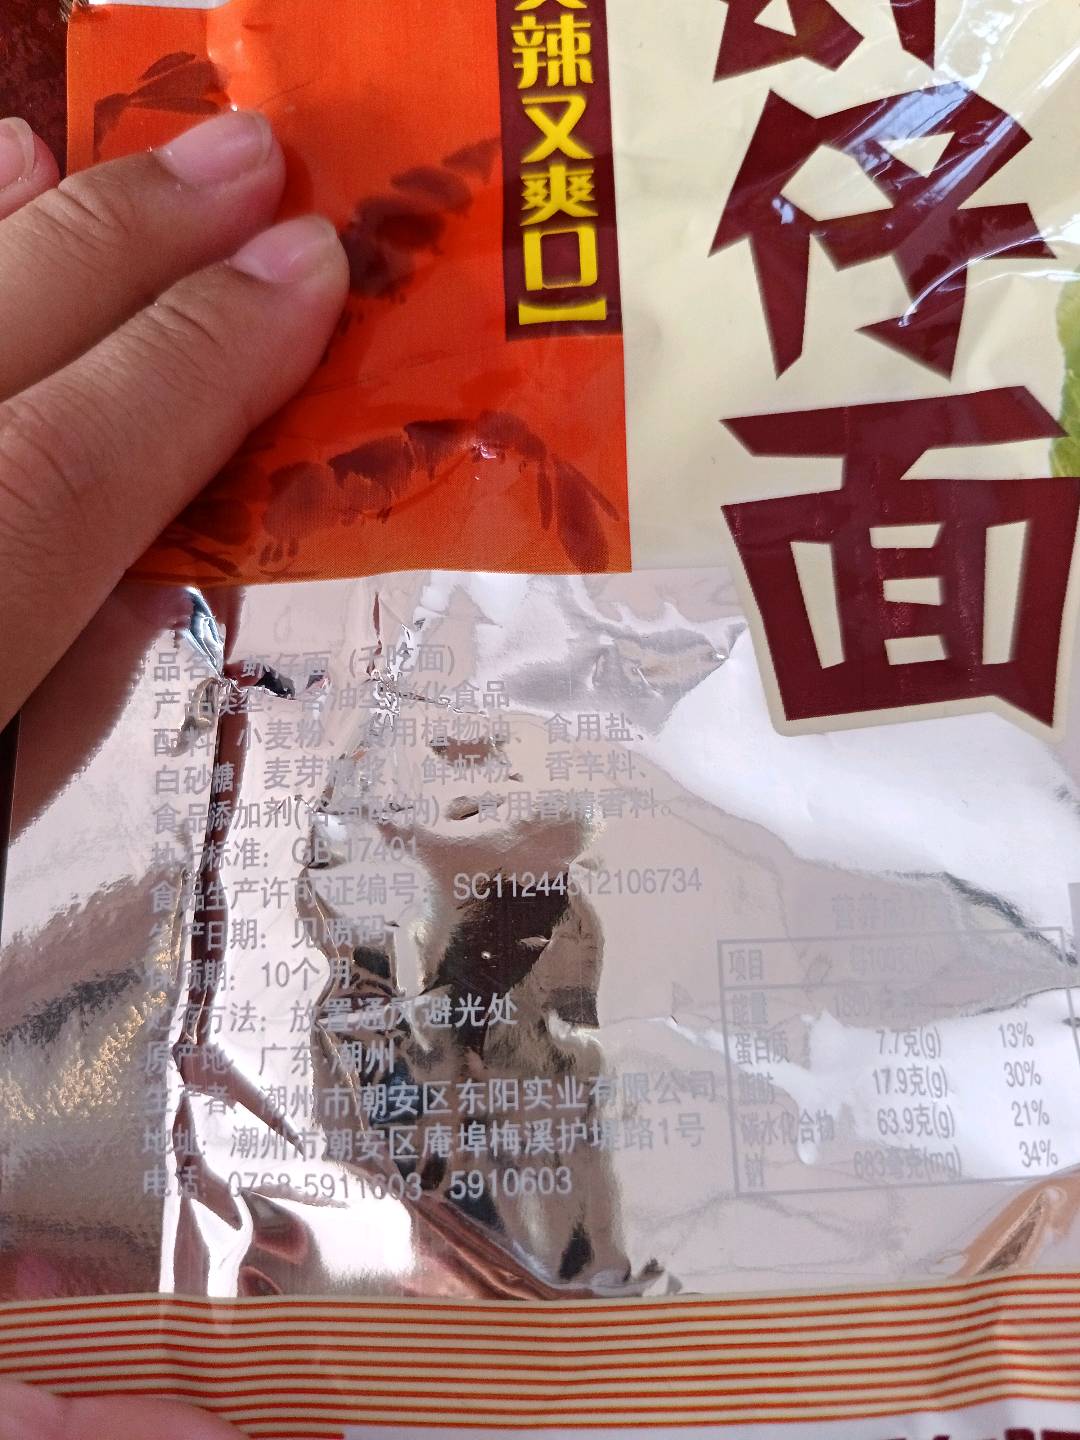 辣又爽口】
仔
面
品名：虾仔面（干吃面）
产品类型：含油型膨化食品
配料：小麦粉、食用植物油、食用盐、
白砂糖、麦芽糖浆、鲜虾粉、香辛料、
食品添加剂(谷氨酸钠)、食用香精香料。
执行标准：GB 17401
食品生产许可证编号：SC11244512106734
生产日期：见喷码
保质期：10个月
贮存方法：放置通风避光处
原产地：广东·潮州
生产者：潮州市潮安区东阳实业有限公司
地址：潮州市潮安区庵埠梅溪护堤路1号
电话：0768-5911603 5910603
营养成
项目
能量
蛋白质 7.7克(g) 13%
脂肪 17.9克(g) 30%
碳水化合物 63.9克(g) 21%
钠 683毫克(mg) 34%